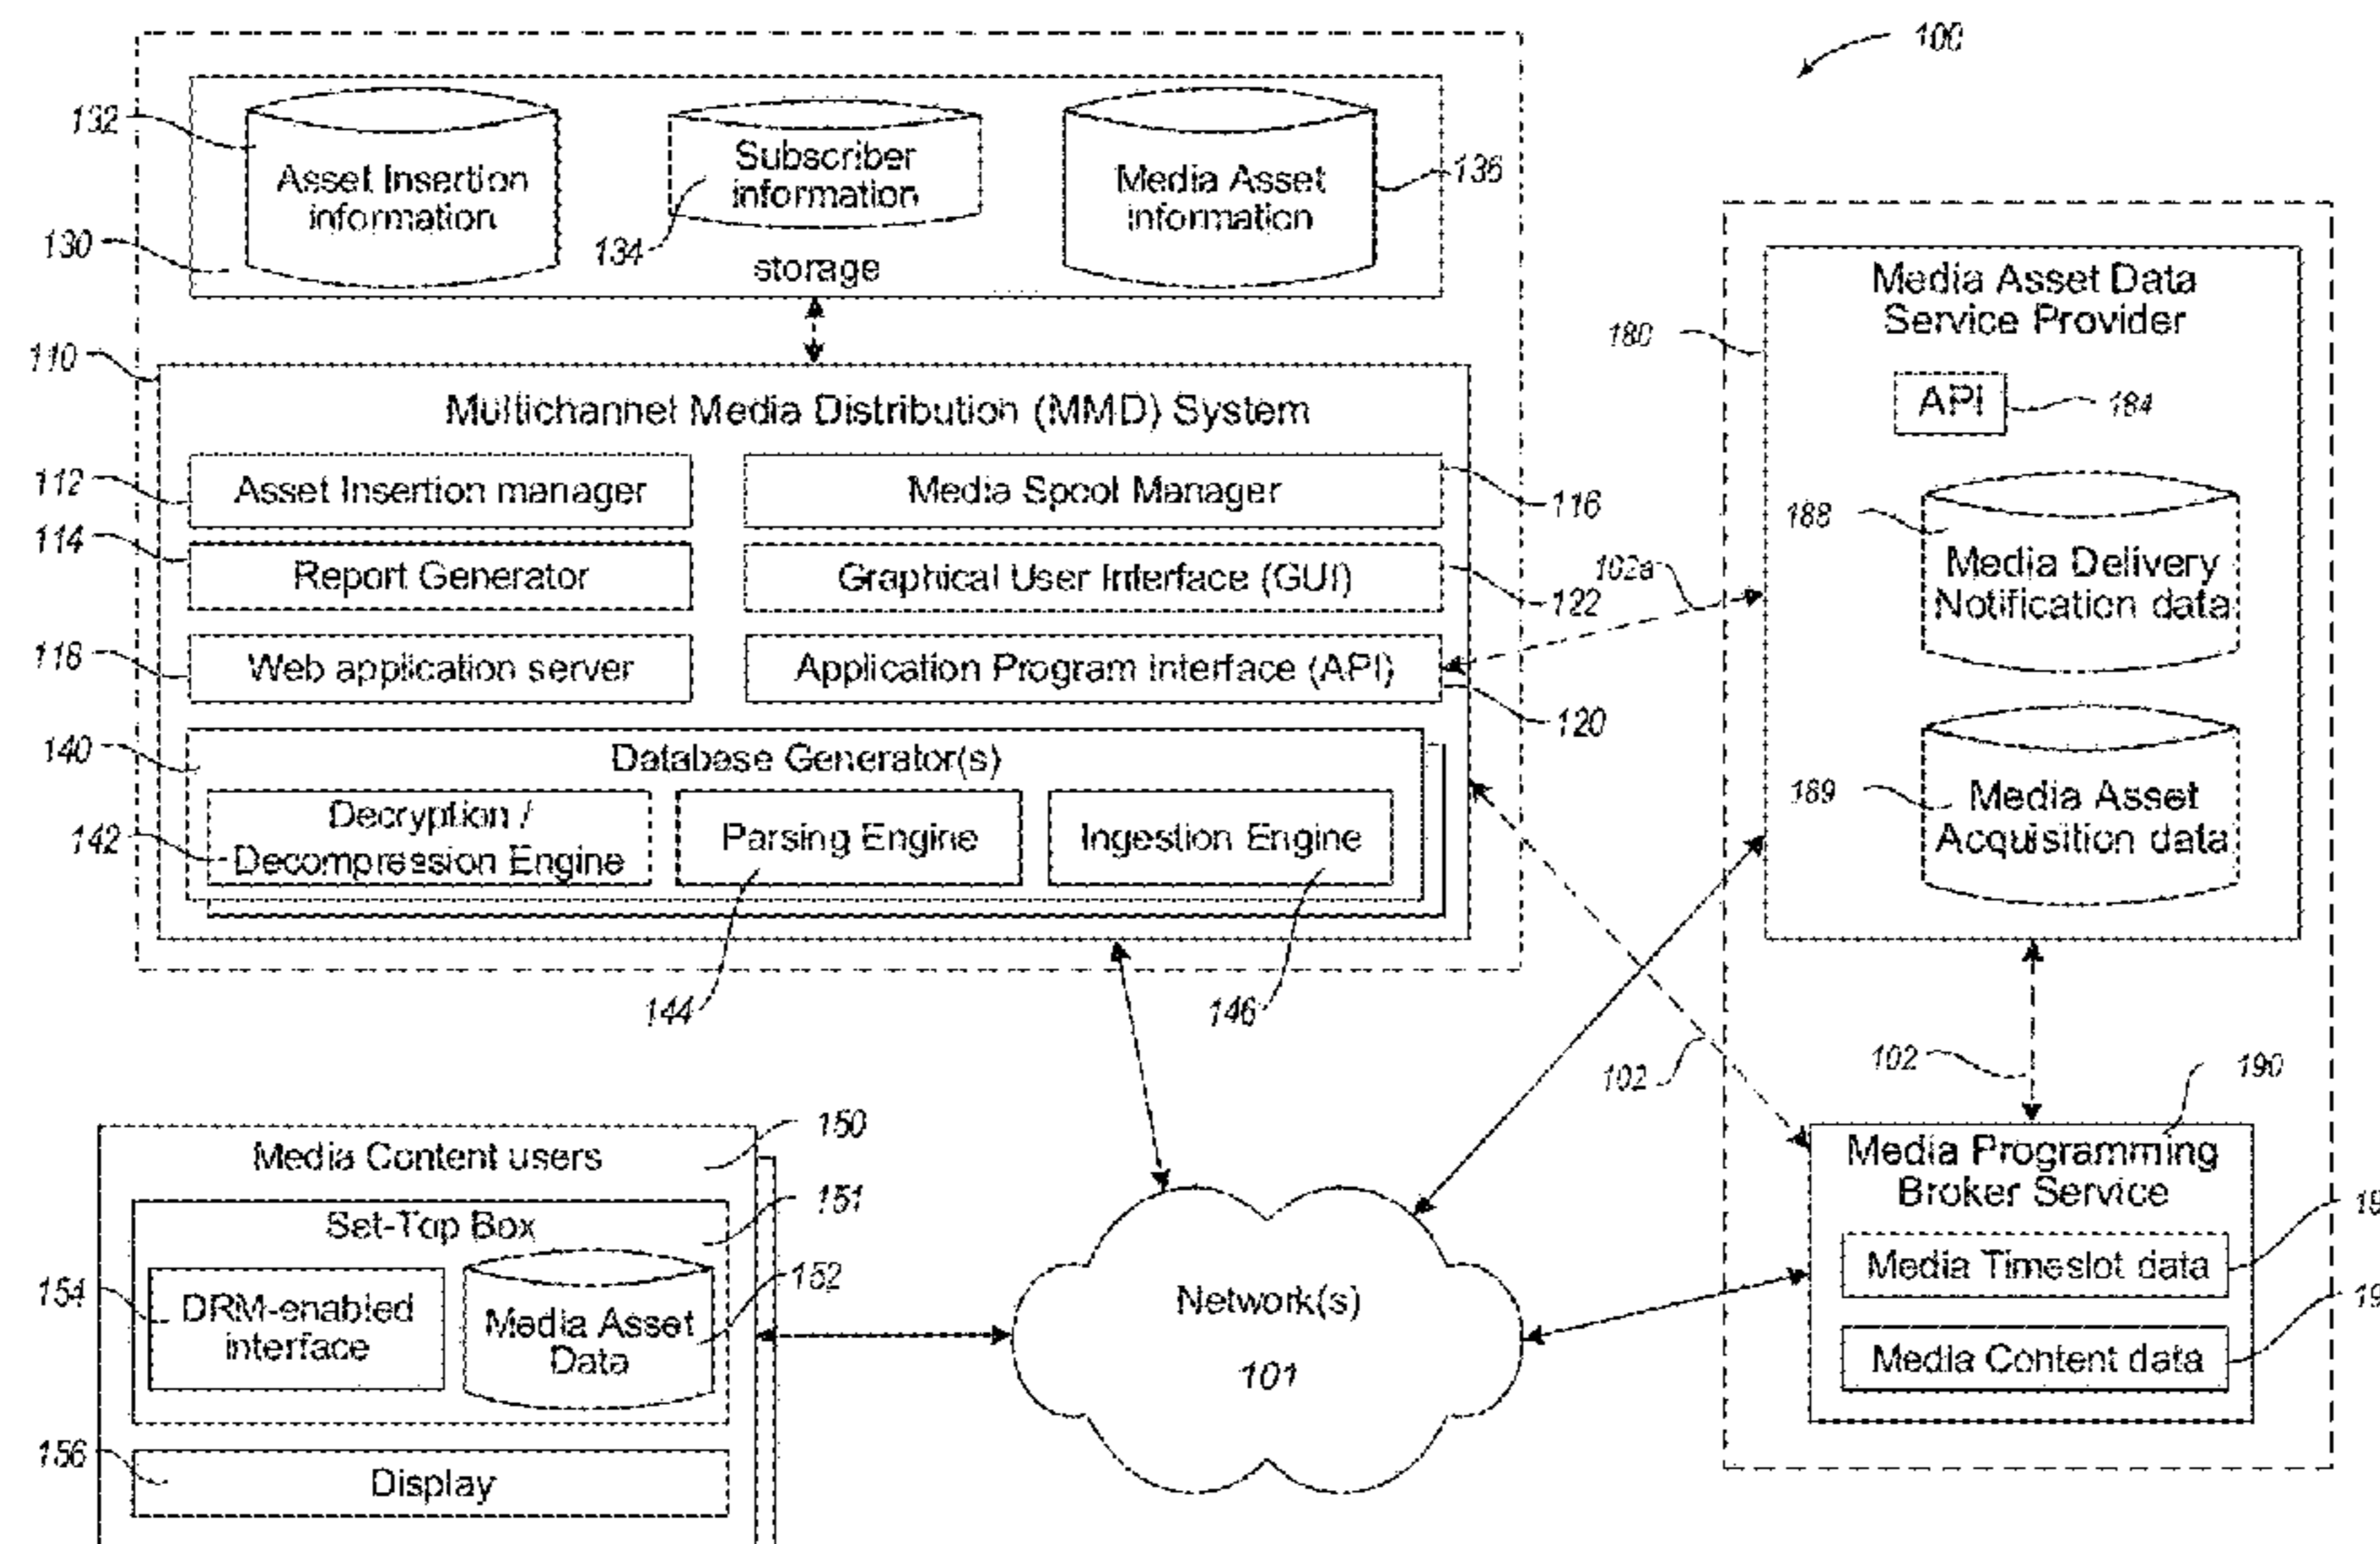 100
132
Asset Insertion
information
Subscriber
information
Media Asset
information
136
130
134
storage
110
Multichannel Media Distribution (MMD) System
112
Asset Insertion manager
Media Spool Manager
116
114
Report Generator
Graphical User Interface (GUI)
122
118
Web application server
Application Program interface (API)
120
140
Database Generator(s)
142
Decryption /
Decompression Engine
Parsing Engine
Ingestion Engine
144
146
102a
180
Media Asset Data
Service Provider
API
184
188
Media Delivery
Notification data
189
Media Asset
Acquisition data
102
102
190
Media Programming
Broker Service
Media Timeslot data
Media Content data
Media Content users
150
Set-Top Box
151
154
DRM-enabled
interface
Media Asset
Data
152
156
Display
Network(s)
101